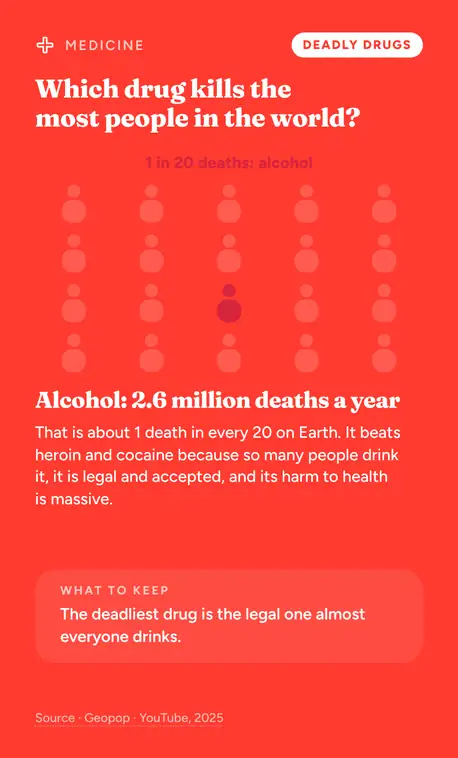 MEDICINE
DEADLY DRUGS
Which drug kills the
most people in the world?
1 in 20 deaths: alcohol
Alcohol: 2.6 million deaths a year
That is about 1 death in every 20 on Earth. It beats
heroin and cocaine because so many people drink
it, it is legal and accepted, and its harm to health
is massive.
WHAT TO KEEP
The deadliest drug is the legal one almost
everyone drinks.
Source · Geopop · YouTube, 2025